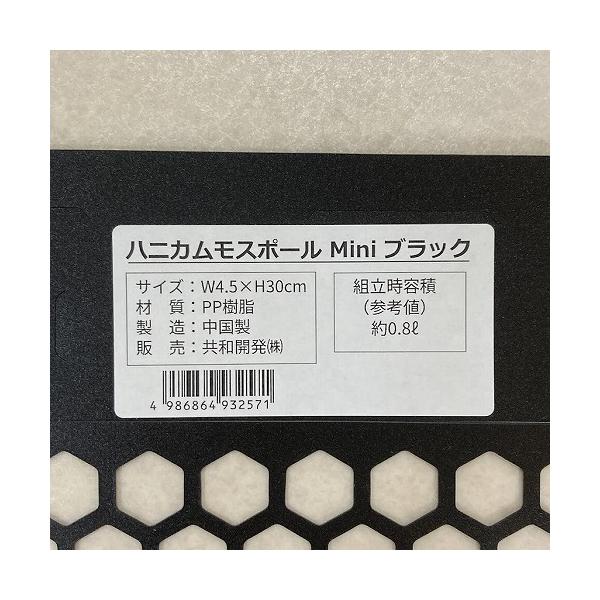 ハニカムモスポール Mini ブラック
サイズ：W4.5×H30cm
材　質：PP樹脂
製　造：中国製
販　売：共和開発㈱
組立時容積
（参考値）
約0.8ℓ
4 986864 932571